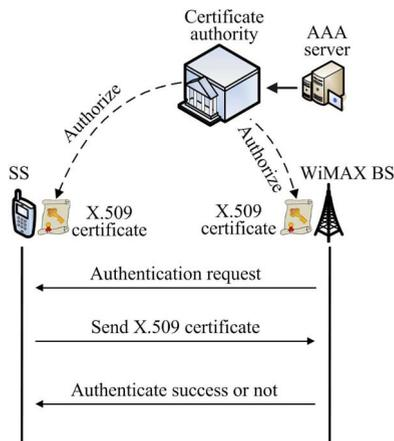 Certificate
authority
AAA
server
Authorize
Authorize
SS
WiMAX BS
X.509
certificate
X.509
certificate
Authentication request
Send X.509 certificate
Authenticate success or not